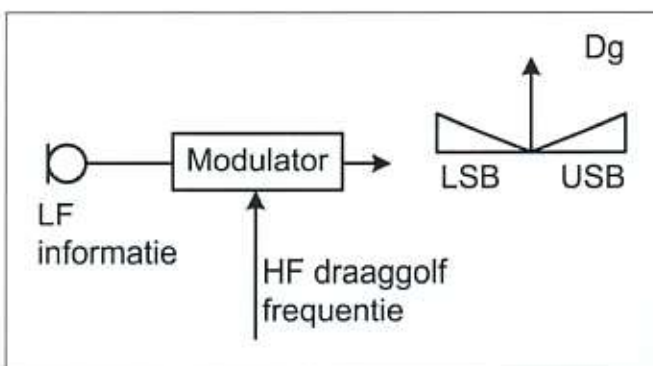 Dg
Modulator
LSB USB
LF
informatie
HF draaggolf
frequentie